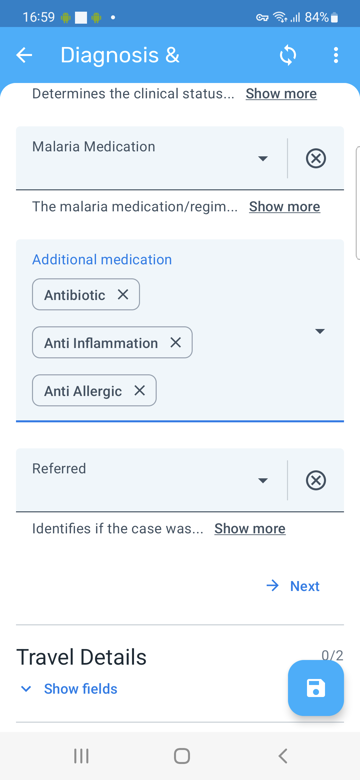 16:59
84%
Diagnosis &
Determines the clinical status... Show more
Malaria Medication
The malaria medication/regim... Show more
Additional medication
Antibiotic
Anti Inflammation
Anti Allergic
Referred
Identifies if the case was... Show more
Next
Travel Details
0/2
Show fields